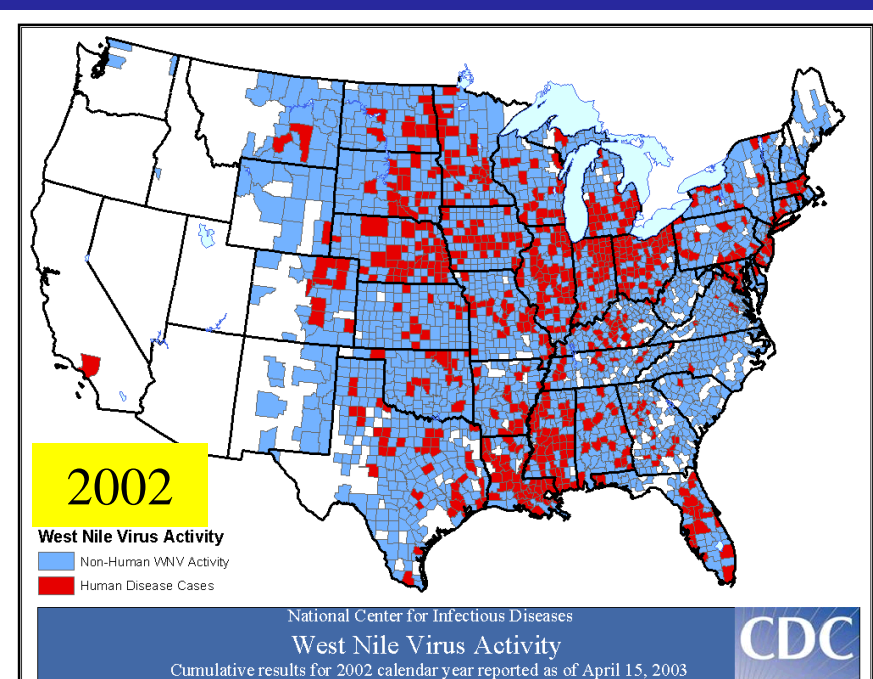 2002
West Nile Virus Activity
Non-Human WNV Activity
Human Disease Cases
National Center for Infectious Diseases
West Nile Virus Activity
Cumulative results for 2002 calendar year reported as of April 15, 2003
CDC